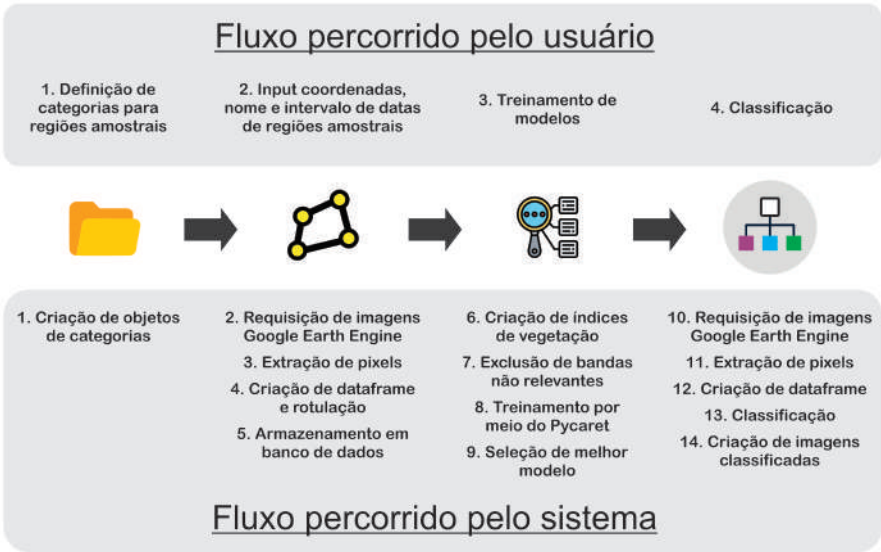 Fluxo percorrido pelo usuário
1. Definição de
categorias para
regiões amostrais
2. Input coordenadas,
nome e intervalo de datas
de regiões amostrais
3. Treinamento de
modelos
4. Classificação
1. Criação de objetos
de categorias
2. Requisição de imagens
Google Earth Engine
3. Extração de pixels
4. Criação de dataframe
e rotulação
5. Armazenamento em
banco de dados
6. Criação de índices
de vegetação
7. Exclusão de bandas
não relevantes
8. Treinamento por
meio do Pycaret
9. Seleção de melhor
modelo
10. Requisição de imagens
Google Earth Engine
11. Extração de pixels
12. Criação de dataframe
13. Classificação
14. Criação de imagens
classificadas
Fluxo percorrido pelo sistema